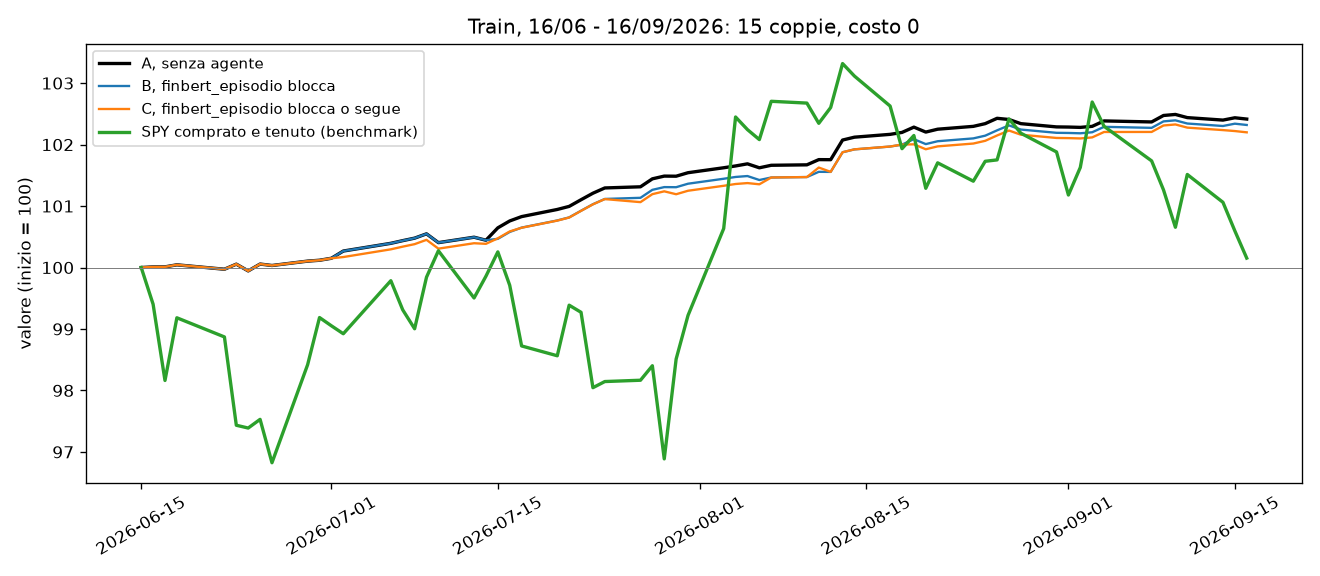 Train, 16/06 - 16/09/2026: 15 coppie, costo 0
A, senza agente
B, finbert_episodio blocca
C, finbert_episodio blocca o segue
SPY comprato e tenuto (benchmark)
valore (inizio = 100)
103
102
101
100
99
98
97
2026-06-15
2026-07-01
2026-07-15
2026-08-01
2026-08-15
2026-09-01
2026-09-15